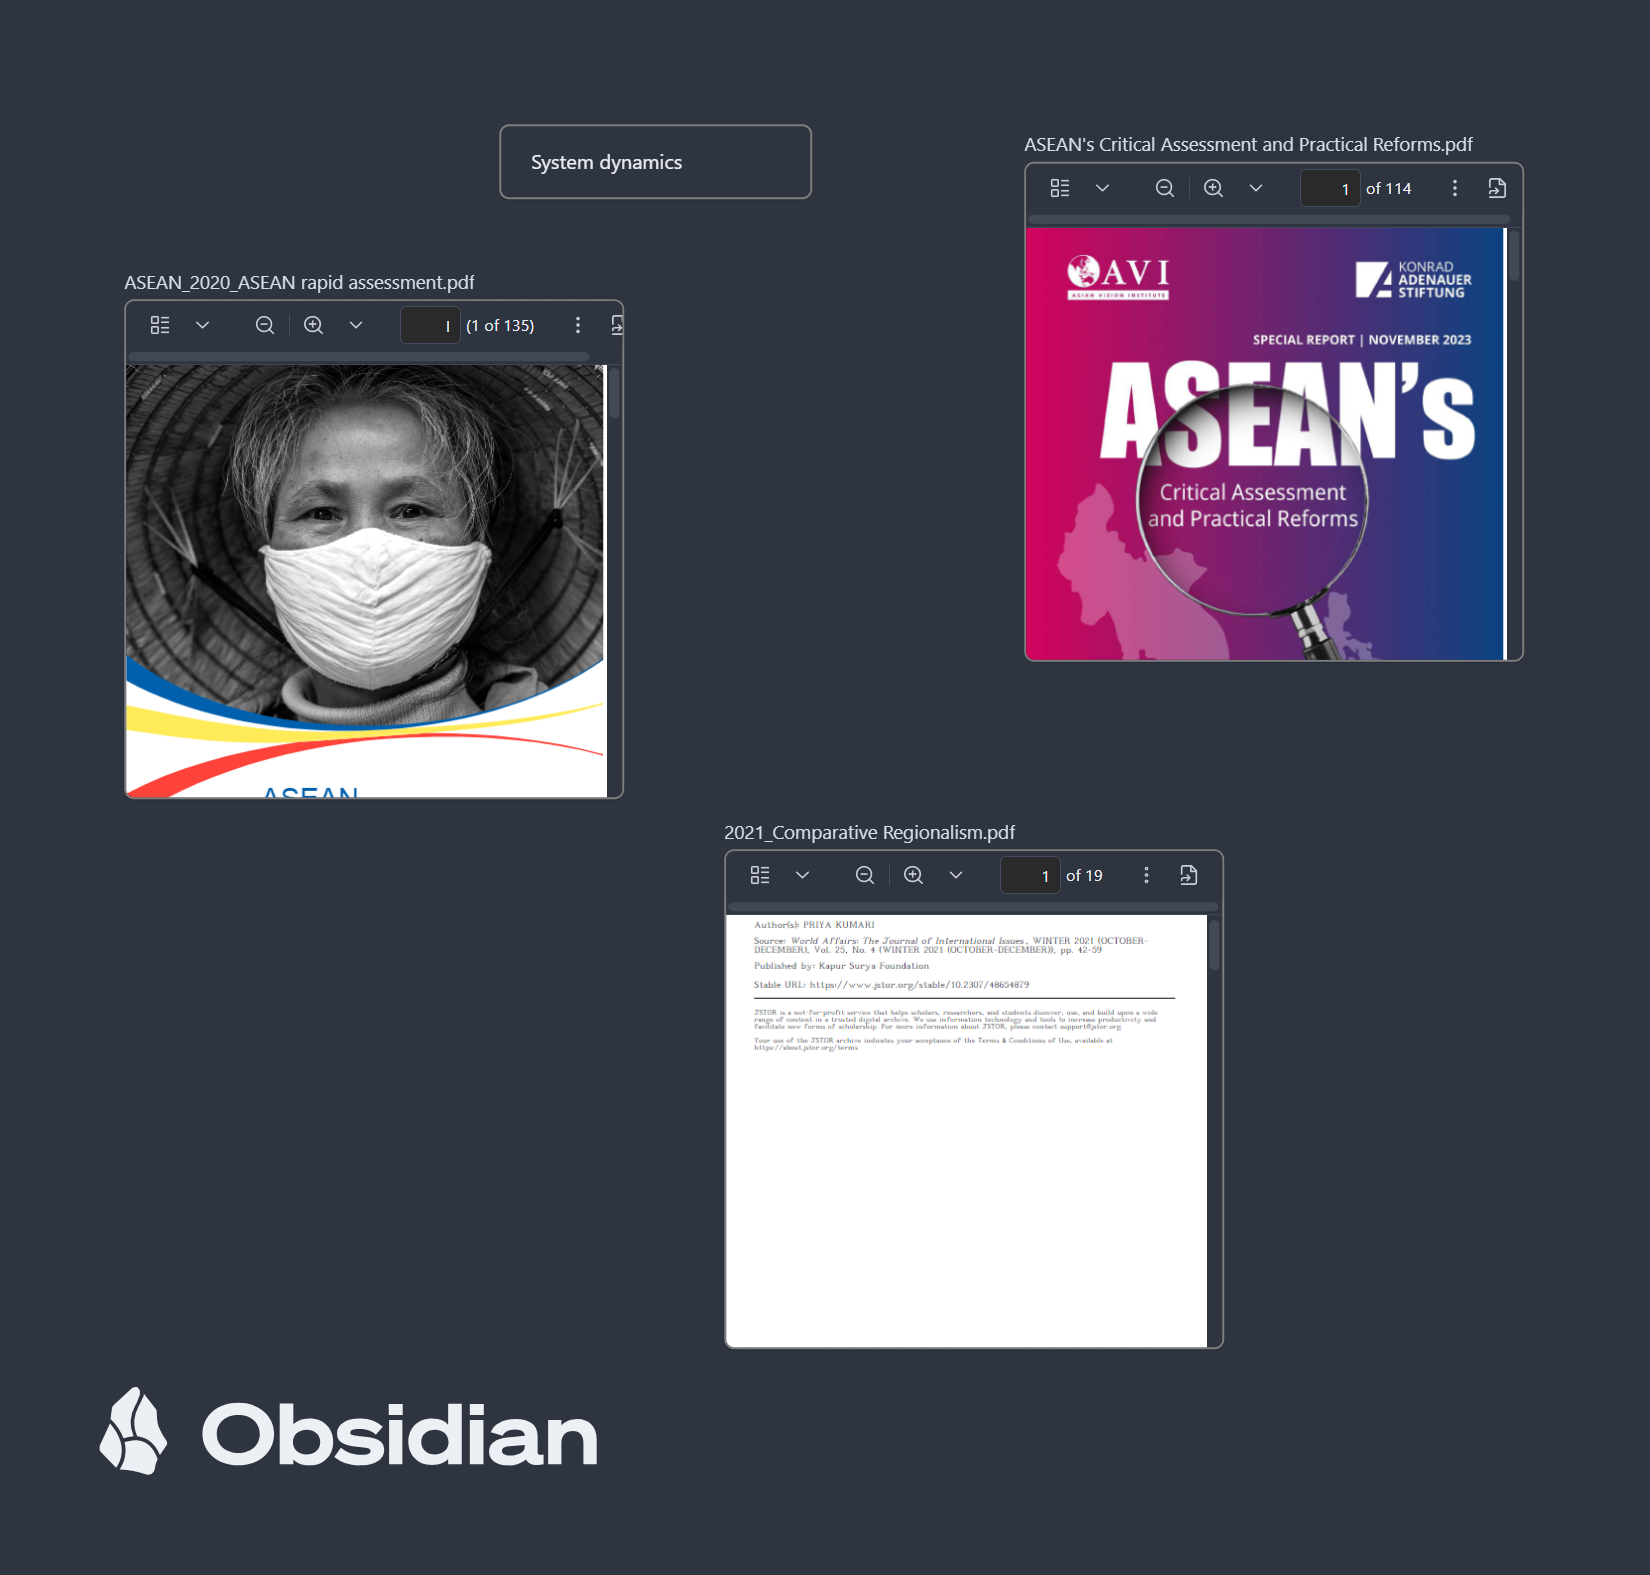 System dynamics
ASEAN's Critical Assessment and Practical Reforms.pdf
1 of 114
AVI
ASIAN VISION INSTITUTE
KONRAD
ADENAUER
STIFTUNG
SPECIAL REPORT | NOVEMBER 2023
ASEAN's
Critical Assessment
and Practical Reforms
ASEAN_2020_ASEAN rapid assessment.pdf
I (1 of 135)
ASEAN
2021_Comparative Regionalism.pdf
1 of 19
Author(s): PRIYA KUMARI
Source: World Affairs: The Journal of International Issues, WINTER 2021 (OCTOBER-
DECEMBER), Vol. 25, No. 4 (WINTER 2021 (OCTOBER-DECEMBER)), pp. 42-59
Published by: Kapur Surya Foundation
Stable URL: https://www.jstor.org/stable/10.2307/48654879
JSTOR is a not-for-profit service that helps scholars, researchers, and students discover, use, and build upon a wide
range of content in a trusted digital archive. We use information technology and tools to increase productivity and
facilitate new forms of scholarship. For more information about JSTOR, please contact support@jstor.org.
Your use of the JSTOR archive indicates your acceptance of the Terms & Conditions of Use, available at
https://about.jstor.org/terms
Obsidian